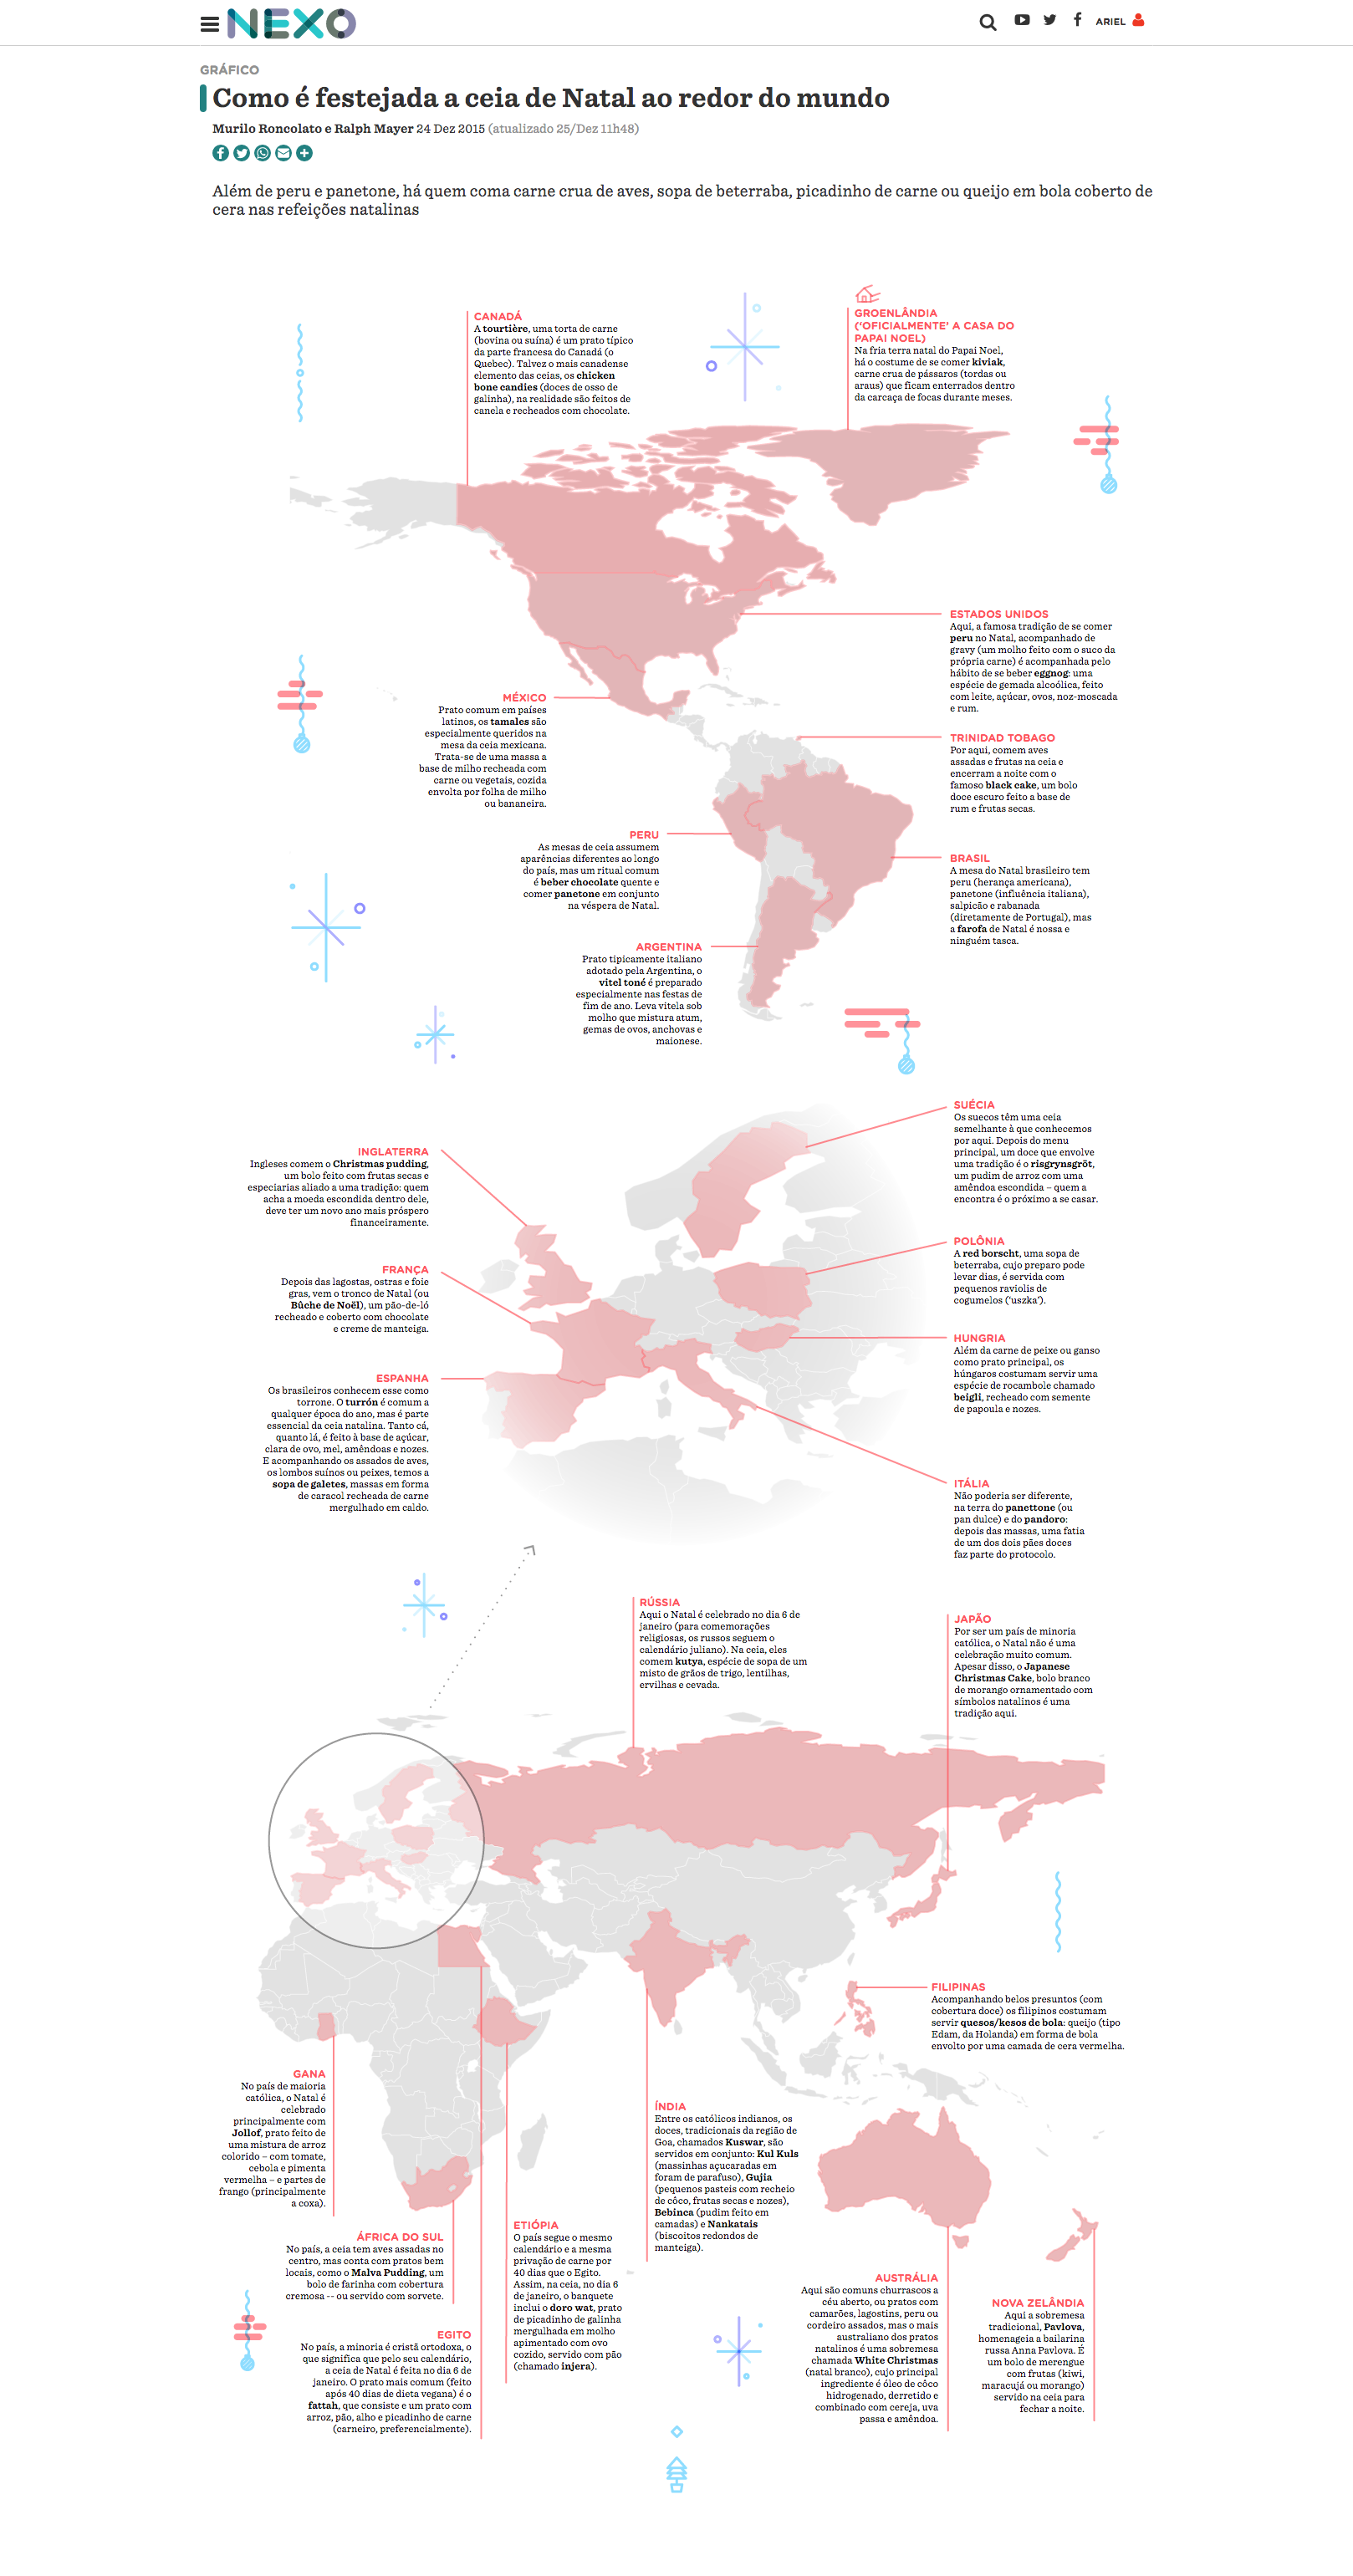 NEXO
ARIEL
GRÁFICO
Como é festejada a ceia de Natal ao redor do mundo
Murilo Roncolato e Ralph Mayer 24 Dez 2015 (atualizado 25/Dez 11h48)
Além de peru e panetone, há quem coma carne crua de aves, sopa de beterraba, picadinho de carne ou queijo em bola coberto de
cera nas refeições natalinas
CANADÁ
A tourtière, uma torta de carne
(bovina ou suína) é um prato típico
da parte francesa do Canadá (o
Quebec). Talvez o mais canadense
elemento das ceias, os chicken
bone candies (doces de osso de
galinha), na realidade são feitos de
canela e recheados com chocolate.
GROENLÂNDIA
('OFICIALMENTE' A CASA DO
PAPAI NOEL)
Na fria terra natal do Papai Noel,
há o costume de se comer kiviak,
carne crua de pássaros (tordas ou
araus) que ficam enterrados dentro
da carcaça de focas durante meses.
ESTADOS UNIDOS
Aqui, a famosa tradição de se comer
peru no Natal, acompanhado de
gravy (um molho feito com o suco da
própria carne) é acompanhada pelo
hábito de se beber eggnog: uma
espécie de gemada alcoólica, feito
com leite, açúcar, ovos, noz-moscada
e rum.
MÉXICO
Prato comum em países
latinos, os tamales são
especialmente queridos na
mesa da ceia mexicana.
Trata-se de uma massa a
base de milho recheada com
carne ou vegetais, cozida
envolta por folha de milho
ou bananeira.
TRINIDAD TOBAGO
Por aqui, comem aves
assadas e frutas na ceia e
encerram a noite com o
famoso black cake, um bolo
doce escuro feito a base de
rum e frutas secas.
PERU
As mesas de ceia assumem
aparências diferentes ao longo
do país, mas um ritual comum
é beber chocolate quente e
comer panetone em conjunto
na véspera de Natal.
BRASIL
A mesa do Natal brasileiro tem
peru (herança americana),
panetone (influência italiana),
salpicão e rabanada
(diretamente de Portugal), mas
a farofa de Natal é nossa e
ninguém tasca.
ARGENTINA
Prato tipicamente italiano
adotado pela Argentina, o
vitel toné é preparado
especialmente nas festas de
fim de ano. Leva vitela sob
molho que mistura atum,
gemas de ovos, anchovas e
maionese.
SUÉCIA
Os suecos têm uma ceia
semelhante à que conhecemos
por aqui. Depois do menu
principal, um doce que envolve
uma tradição é o risgrynsgröt,
um pudim de arroz com uma
amêndoa escondida – quem a
encontra é o próximo a se casar.
INGLATERRA
Ingleses comem o Christmas pudding,
um bolo feito com frutas secas e
especiarias aliado a uma tradição: quem
acha a moeda escondida dentro dele,
deve ter um novo ano mais próspero
financeiramente.
POLÔNIA
A red borscht, uma sopa de
beterraba, cujo preparo pode
levar dias, é servida com
pequenos raviolis de
cogumelos ('uszka').
FRANÇA
Depois das lagostas, ostras e foie
gras, vem o tronco de Natal (ou
Bûche de Noël), um pão-de-ló
recheado e coberto com chocolate
e creme de manteiga.
HUNGRIA
Além da carne de peixe ou ganso
como prato principal, os
húngaros costumam servir uma
espécie de rocambole chamado
beigli, recheado com semente
de papoula e nozes.
ESPANHA
Os brasileiros conhecem esse como
torrone. O turrón é comum a
qualquer época do ano, mas é parte
essencial da ceia natalina. Tanto cá,
quanto lá, é feito à base de açúcar,
clara de ovo, mel, amêndoas e nozes.
E acompanhando os assados de aves,
os lombos suínos ou peixes, temos a
sopa de galetes, massas em forma
de caracol recheada de carne
mergulhado em caldo.
ITÁLIA
Não poderia ser diferente,
na terra do panettone (ou
pan dulce) e do pandoro:
depois das massas, uma fatia
de um dos dois pães doces
faz parte do protocolo.
RÚSSIA
Aqui o Natal é celebrado no dia 6 de
janeiro (para comemorações
religiosas, os russos seguem o
calendário juliano). Na ceia, eles
comem kutya, espécie de sopa de um
misto de grãos de trigo, lentilhas,
ervilhas e cevada.
JAPÃO
Por ser um país de minoria
católica, o Natal não é uma
celebração muito comum.
Apesar disso, o Japanese
Christmas Cake, bolo branco
de morango ornamentado com
símbolos natalinos é uma
tradição aqui.
FILIPINAS
Acompanhando belos presuntos (com
cobertura doce) os filipinos costumam
servir quesos/kesos de bola: queijo (tipo
Edam, da Holanda) em forma de bola
envolto por uma camada de cera vermelha.
GANA
No país de maioria
católica, o Natal é
celebrado
principalmente com
Jollof, prato feito de
uma mistura de arroz
colorido – com tomate,
cebola e pimenta
vermelha – e partes de
frango (principalmente
a coxa).
ÍNDIA
Entre os católicos indianos, os
doces, tradicionais da região de
Goa, chamados Kuswar, são
servidos em conjunto: Kul Kuls
(massinhas açucaradas em
foram de parafuso), Gujia
(pequenos pasteis com recheio
de côco, frutas secas e nozes),
Bebinca (pudim feito em
camadas) e Nankatais
(biscoitos redondos de
manteiga).
ÁFRICA DO SUL
No país, a ceia tem aves assadas no
centro, mas conta com pratos bem
locais, como o Malva Pudding, um
bolo de farinha com cobertura
cremosa -- ou servido com sorvete.
ETIÓPIA
O país segue o mesmo
calendário e a mesma
privação de carne por
40 dias que o Egito.
Assim, na ceia, no dia 6
de janeiro, o banquete
inclui o doro wat, prato
de picadinho de galinha
mergulhada em molho
apimentado com ovo
cozido, servido com pão
(chamado injera).
AUSTRÁLIA
Aqui são comuns churrascos a
céu aberto, ou pratos com
camarões, lagostins, peru ou
cordeiro assados, mas o mais
australiano dos pratos
natalinos é uma sobremesa
chamada White Christmas
(natal branco), cujo principal
ingrediente é óleo de côco
hidrogenado, derretido e
combinado com cereja, uva
passa e amêndoa.
NOVA ZELÂNDIA
Aqui a sobremesa
tradicional, Pavlova,
homenageia a bailarina
russa Anna Pavlova. É
um bolo de merengue
com frutas (kiwi,
maracujá ou morango)
servido na ceia para
fechar a noite.
EGITO
No país, a minoria é cristã ortodoxa, o
que significa que pelo seu calendário,
a ceia de Natal é feita no dia 6 de
janeiro. O prato mais comum (feito
após 40 dias de dieta vegana) é o
fattah, que consiste e um prato com
arroz, pão, alho e picadinho de carne
(carneiro, preferencialmente).